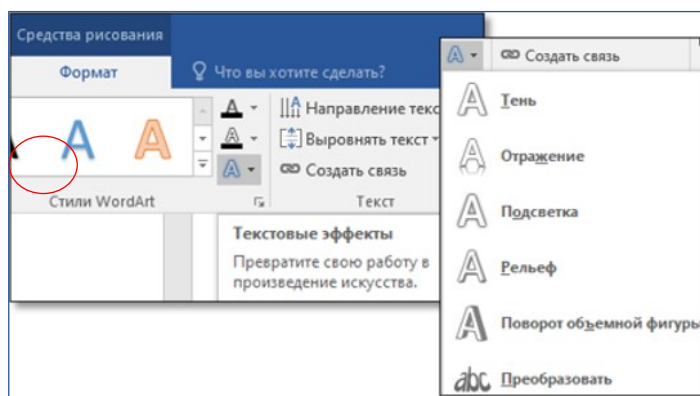 Средства рисования
Формат
Что вы хотите сделать?
A
A
A
A
A
Направление текс
Выровнять текст
Создать связь
Стили WordArt
Текст
Текстовые эффекты
Превратите свою работу в
произведение искусства.
A
Создать связь
A Тень
A Отражение
A Подсветка
A Рельеф
A Поворот объемной фигуры
abc Преобразовать